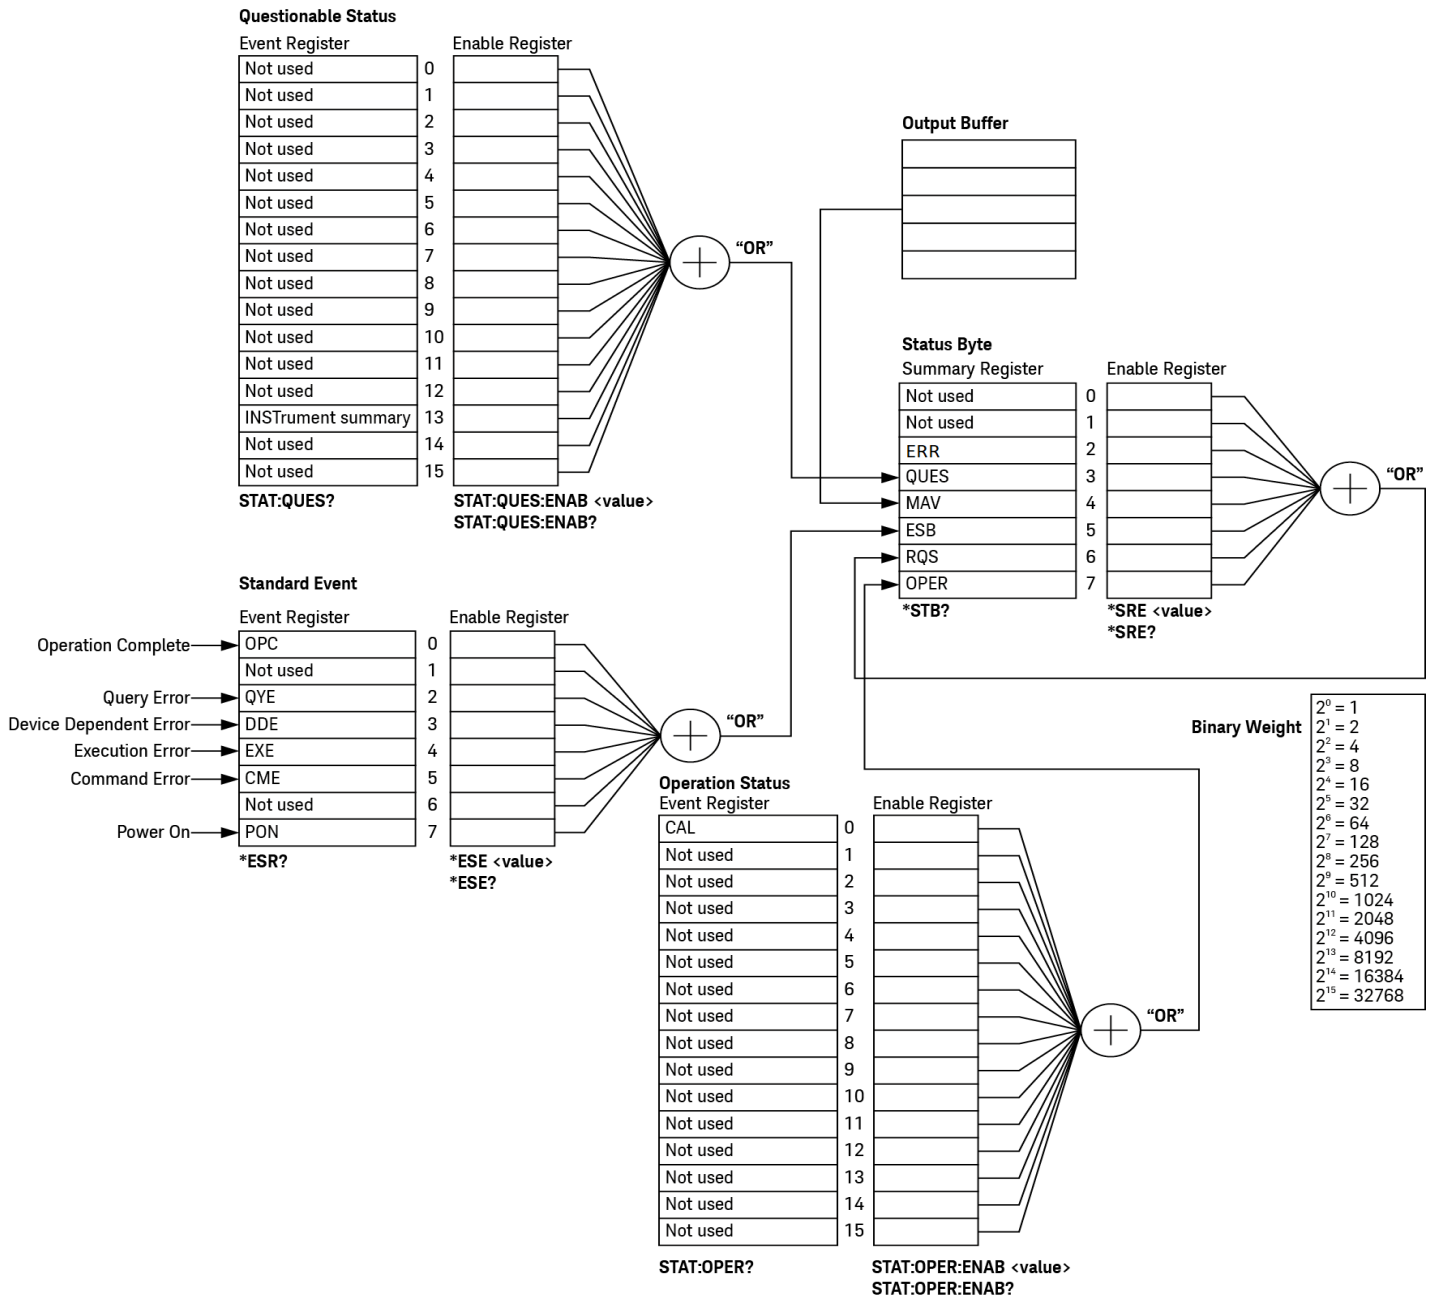 Questionable Status
Event Register
Enable Register
Not used 0
Not used 1
Not used 2
Not used 3
Not used 4
Not used 5
Not used 6
Not used 7
Not used 8
Not used 9
Not used 10
Not used 11
Not used 12
INSTrument summary 13
Not used 14
Not used 15
STAT:QUES?
STAT:QUES:ENAB <value>
STAT:QUES:ENAB?
"OR"
Output Buffer
Status Byte
Summary Register
Enable Register
Not used 0
Not used 1
ERR 2
QUES 3
MAV 4
ESB 5
RQS 6
OPER 7
*STB?
*SRE <value>
*SRE?
“OR”
Standard Event
Event Register
Enable Register
Operation Complete OPC 0
Not used 1
Query Error QYE 2
Device Dependent Error DDE 3
Execution Error EXE 4
Command Error CME 5
Not used 6
Power On PON 7
*ESR?
*ESE <value>
*ESE?
“OR”
Operation Status
Event Register
Enable Register
CAL 0
Not used 1
Not used 2
Not used 3
Not used 4
Not used 5
Not used 6
Not used 7
Not used 8
Not used 9
Not used 10
Not used 11
Not used 12
Not used 13
Not used 14
Not used 15
STAT:OPER?
STAT:OPER:ENAB <value>
STAT:OPER:ENAB?
“OR”
Binary Weight
2⁰ = 1
2¹ = 2
2² = 4
2³ = 8
2⁴ = 16
2⁵ = 32
2⁶ = 64
2⁷ = 128
2⁸ = 256
2⁹ = 512
2¹⁰ = 1024
2¹¹ = 2048
2¹² = 4096
2¹³ = 8192
2¹⁴ = 16384
2¹⁵ = 32768